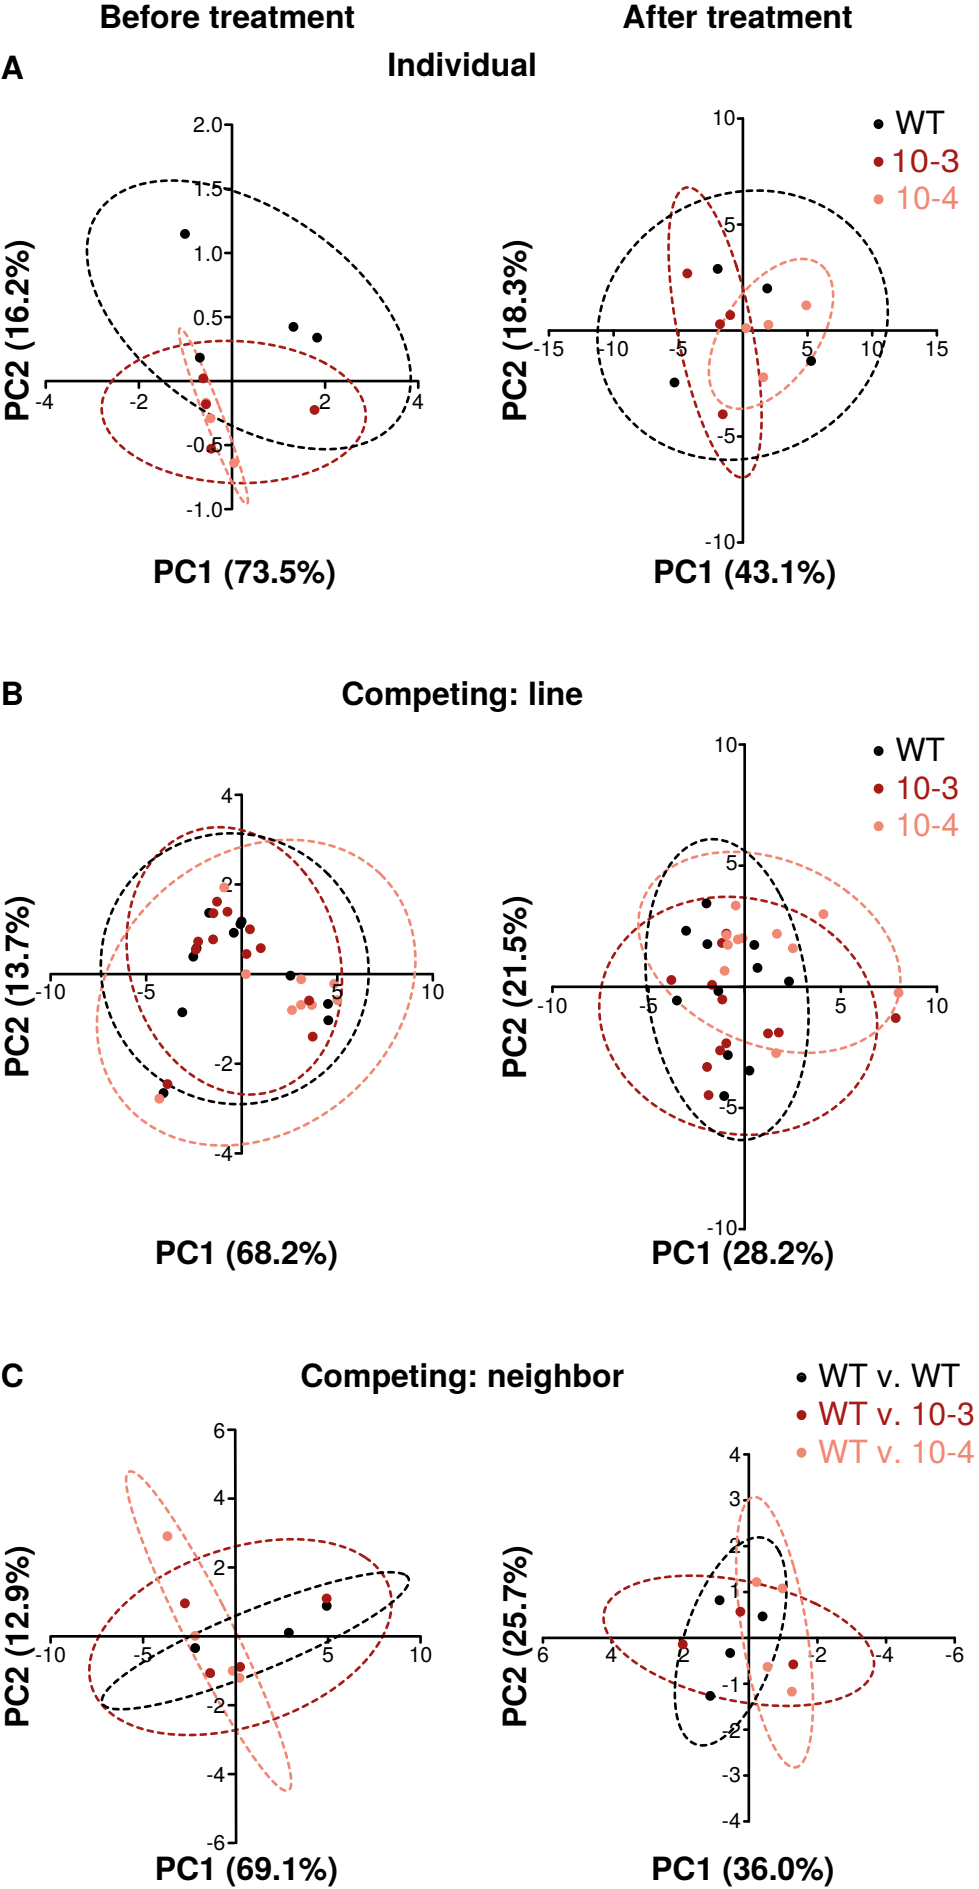 Before treatment
After treatment
A
Individual
2.0
1.5
1.0
0.5
-0.5
-1.0
-4
-2
2
4
PC2 (16.2%)
PC1 (73.5%)
10
5
-5
-10
-15
-10
-5
5
10
15
PC2 (18.3%)
PC1 (43.1%)
WT
10-3
10-4
B
Competing: line
4
2
-2
-4
-10
-5
5
10
PC2 (13.7%)
PC1 (68.2%)
10
5
-5
-10
-10
-5
5
10
PC2 (21.5%)
PC1 (28.2%)
WT
10-3
10-4
C
Competing: neighbor
6
4
2
-2
-4
-6
-10
-5
5
10
PC2 (12.9%)
PC1 (69.1%)
4
3
2
1
-1
-2
-3
-4
6
4
2
-2
-4
-6
PC2 (25.7%)
PC1 (36.0%)
WT v. WT
WT v. 10-3
WT v. 10-4